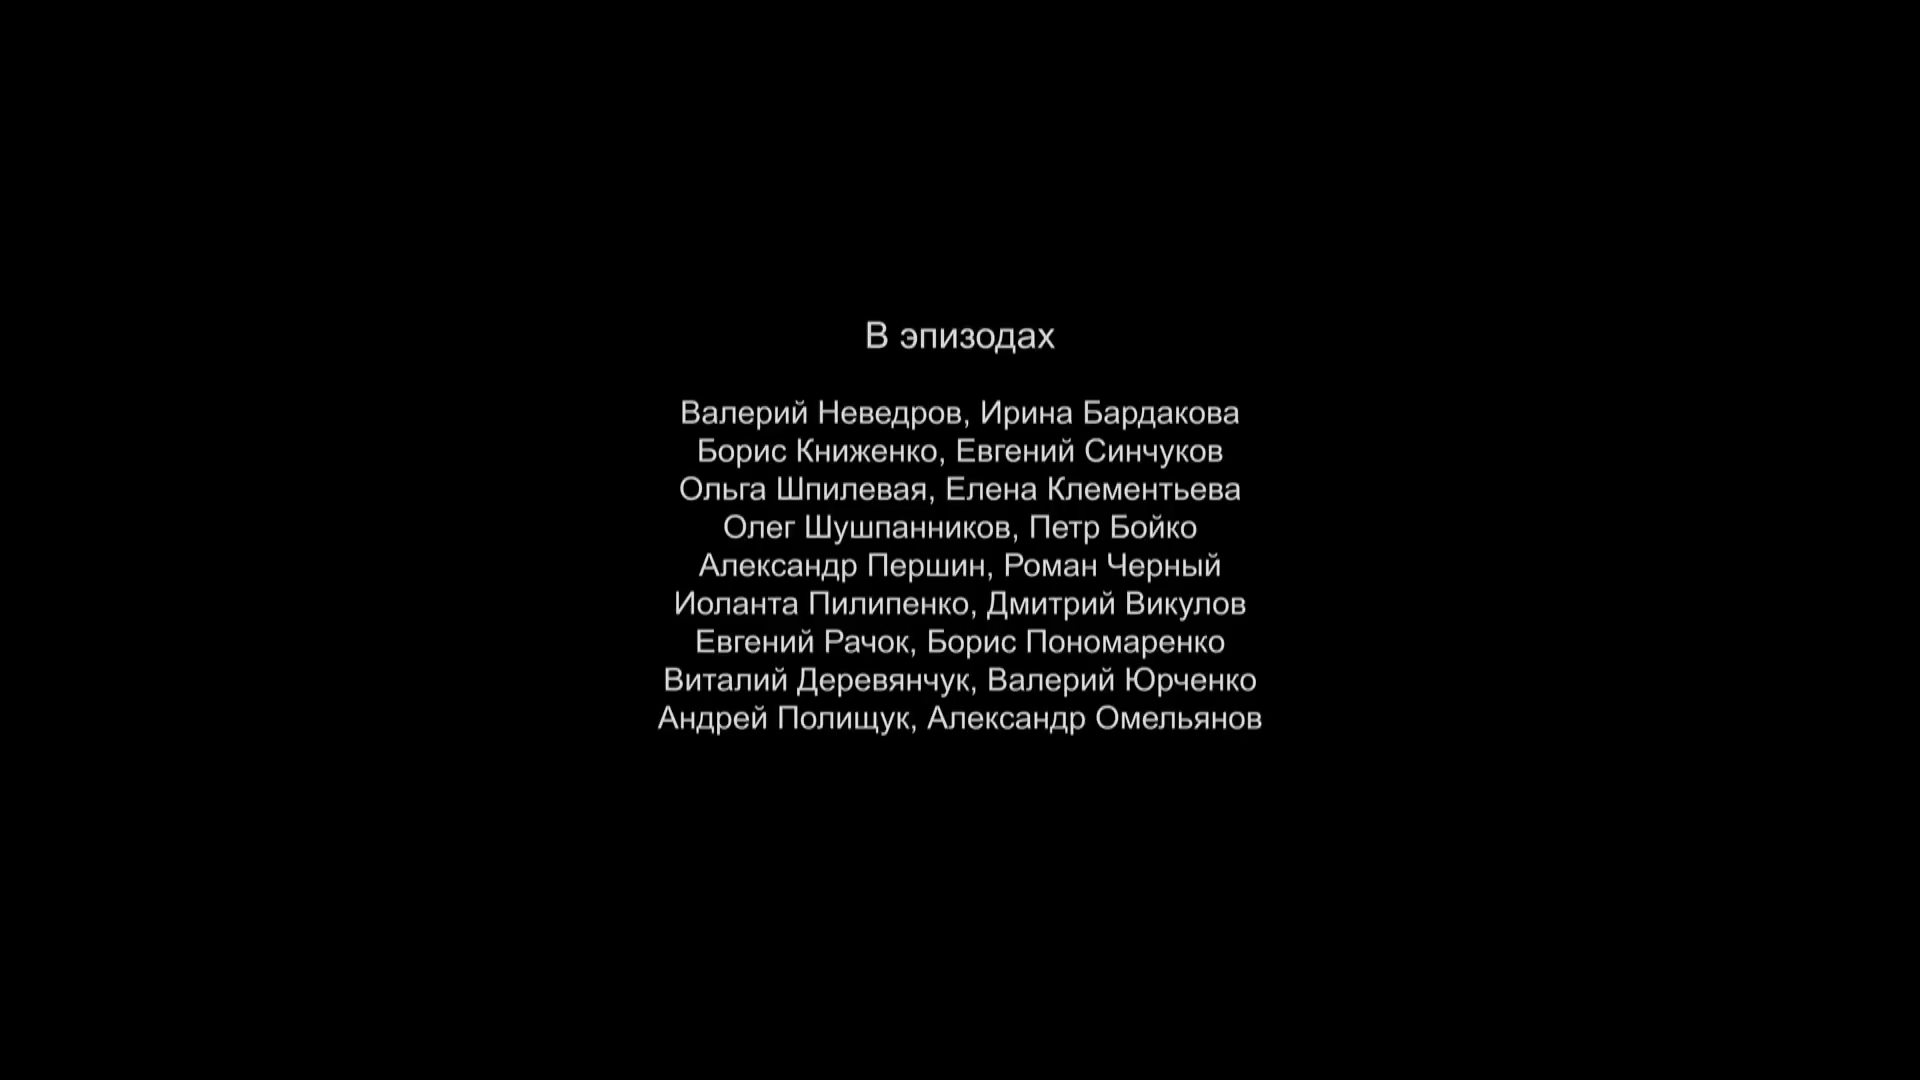 В эпизодах
Валерий Неведров, Ирина Бардакова
Борис Книженко, Евгений Синчуков
Ольга Шпилевая, Елена Клементьева
Олег Шушпанников, Петр Бойко
Александр Першин, Роман Черный
Иоланта Пилипенко, Дмитрий Викулов
Евгений Рачок, Борис Пономаренко
Виталий Деревянчук, Валерий Юрченко
Андрей Полищук, Александр Омельянов